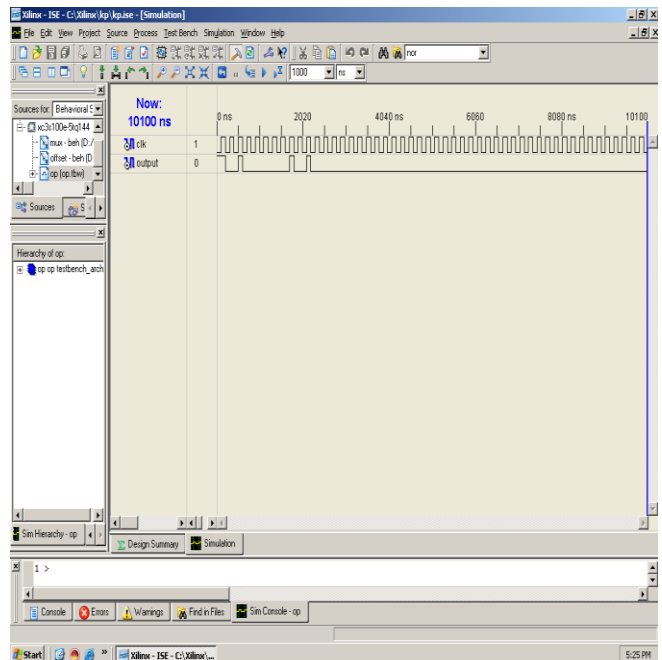 Xilinx - ISE - C:\Xilinx\kp\kp.ise - [Simulation]
File Edit View Project Source Process Test Bench Simulation Window Help
nor
1000 ns
Sources for: Behavioral S
xc3s100e-5tq144
mux - beh (D:/
offset - beh (D
op (op.tbw)
Sources S
Hierarchy of op:
op op testbench_arch
Sim Hierarchy - op
Now:
10100 ns
0 ns 2020 4040 ns 6060 8080 ns 10100
clk 1
output 0
Design Summary Simulation
1 >
Console Errors Warnings Find in Files Sim Console - op
Start » Xilinx - ISE - C:\Xilinx\... 5:25 PM